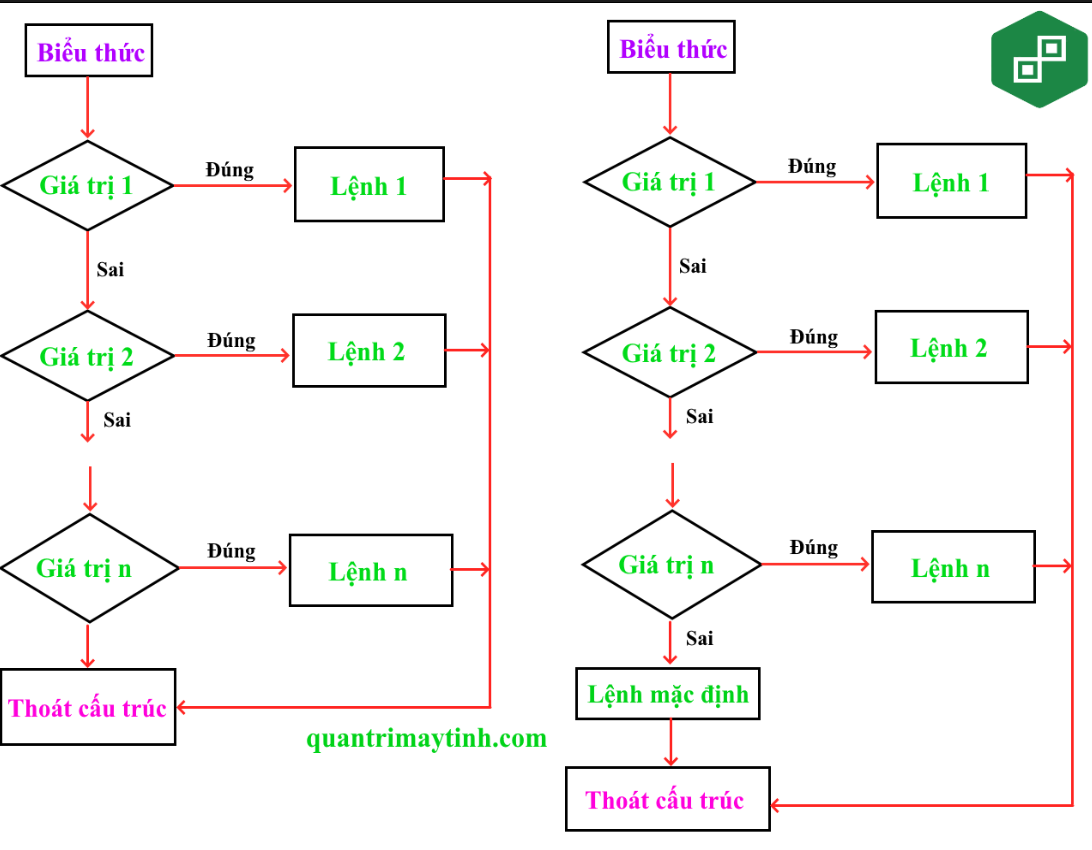 Biểu thức
Giá trị 1
Đúng
Lệnh 1
Sai
Giá trị 2
Đúng
Lệnh 2
Sai
Giá trị n
Đúng
Lệnh n
Thoát cấu trúc
quantrimaytinh.com
Biểu thức
Giá trị 1
Đúng
Lệnh 1
Sai
Giá trị 2
Đúng
Lệnh 2
Sai
Giá trị n
Đúng
Lệnh n
Sai
Lệnh mặc định
Thoát cấu trúc